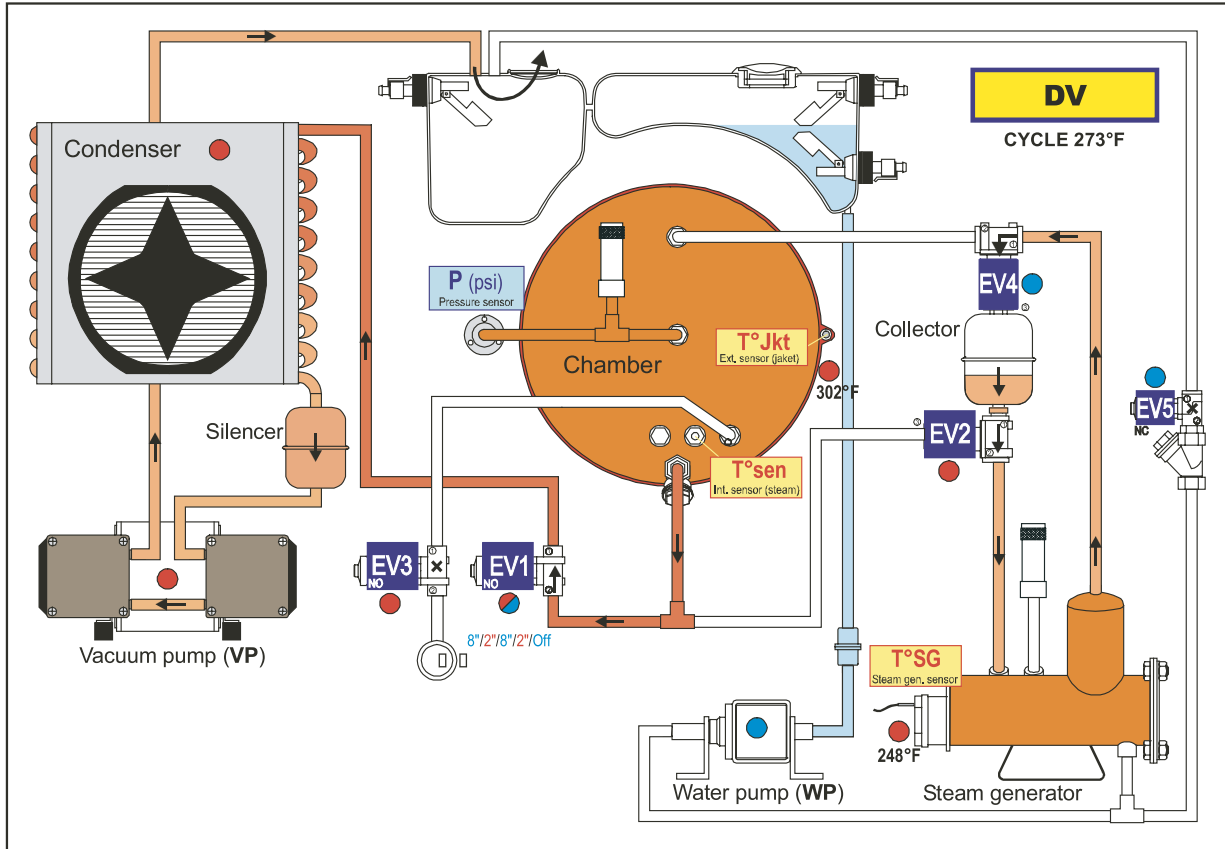 DV
CYCLE 273°F
Condenser
P (psi)
Pressure sensor
Chamber
T°Jkt
Ext. sensor (jaket)
302°F
EV4
Collector
EV5
NC
EV2
Silencer
T°sen
Int. sensor (steam)
EV3
NO
EV1
NO
8"/2"/8"/2"/Off
Vacuum pump (VP)
T°SG
Steam gen. sensor
248°F
Water pump (WP)
Steam generator